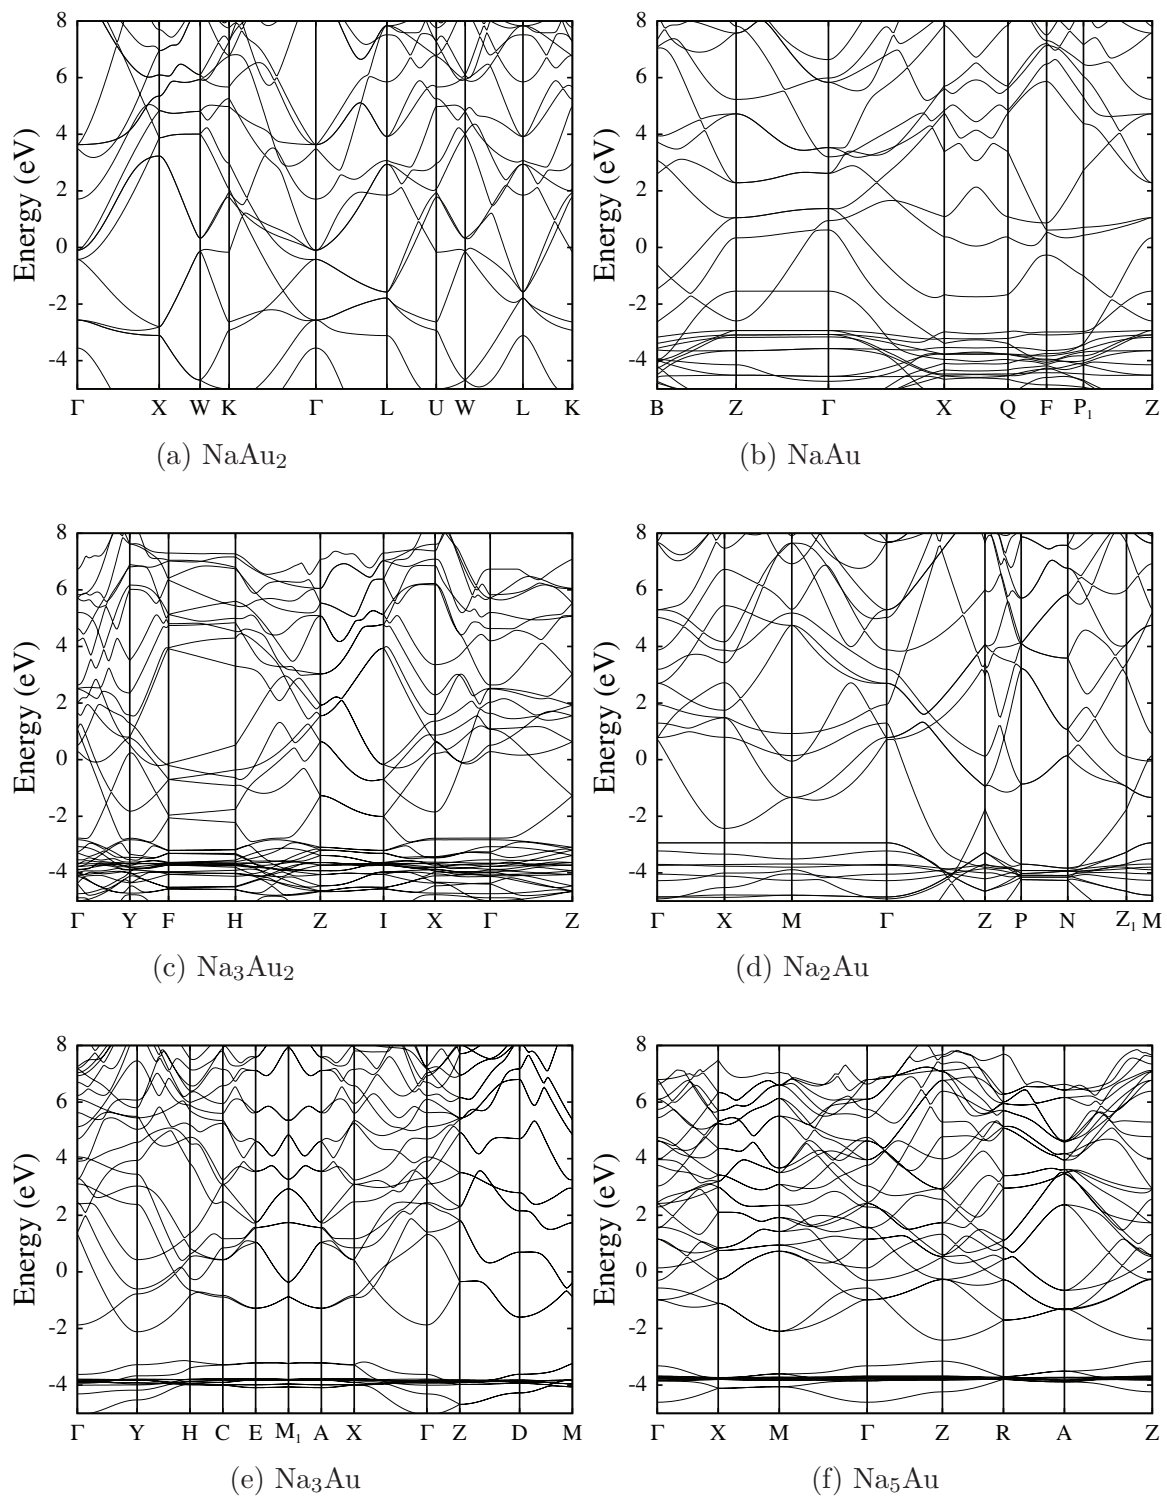 8 8
6 6
4 4
2 2
0 0
-2 -2
-4 -4
Energy (eV) Energy (eV)
Γ X W K Γ L U W L K B Z Γ X Q F P₁ Z
(a) NaAu₂ (b) NaAu
8 8
6 6
4 4
2 2
0 0
-2 -2
-4 -4
Energy (eV) Energy (eV)
Γ Y F H Z I X Γ Z Γ X M Γ Z P N Z₁ M
(c) Na₃Au₂ (d) Na₂Au
8 8
6 6
4 4
2 2
0 0
-2 -2
-4 -4
Energy (eV) Energy (eV)
Γ Y H C E M₁ A X Γ Z D M Γ X M Γ Z R A Z
(e) Na₃Au (f) Na₅Au